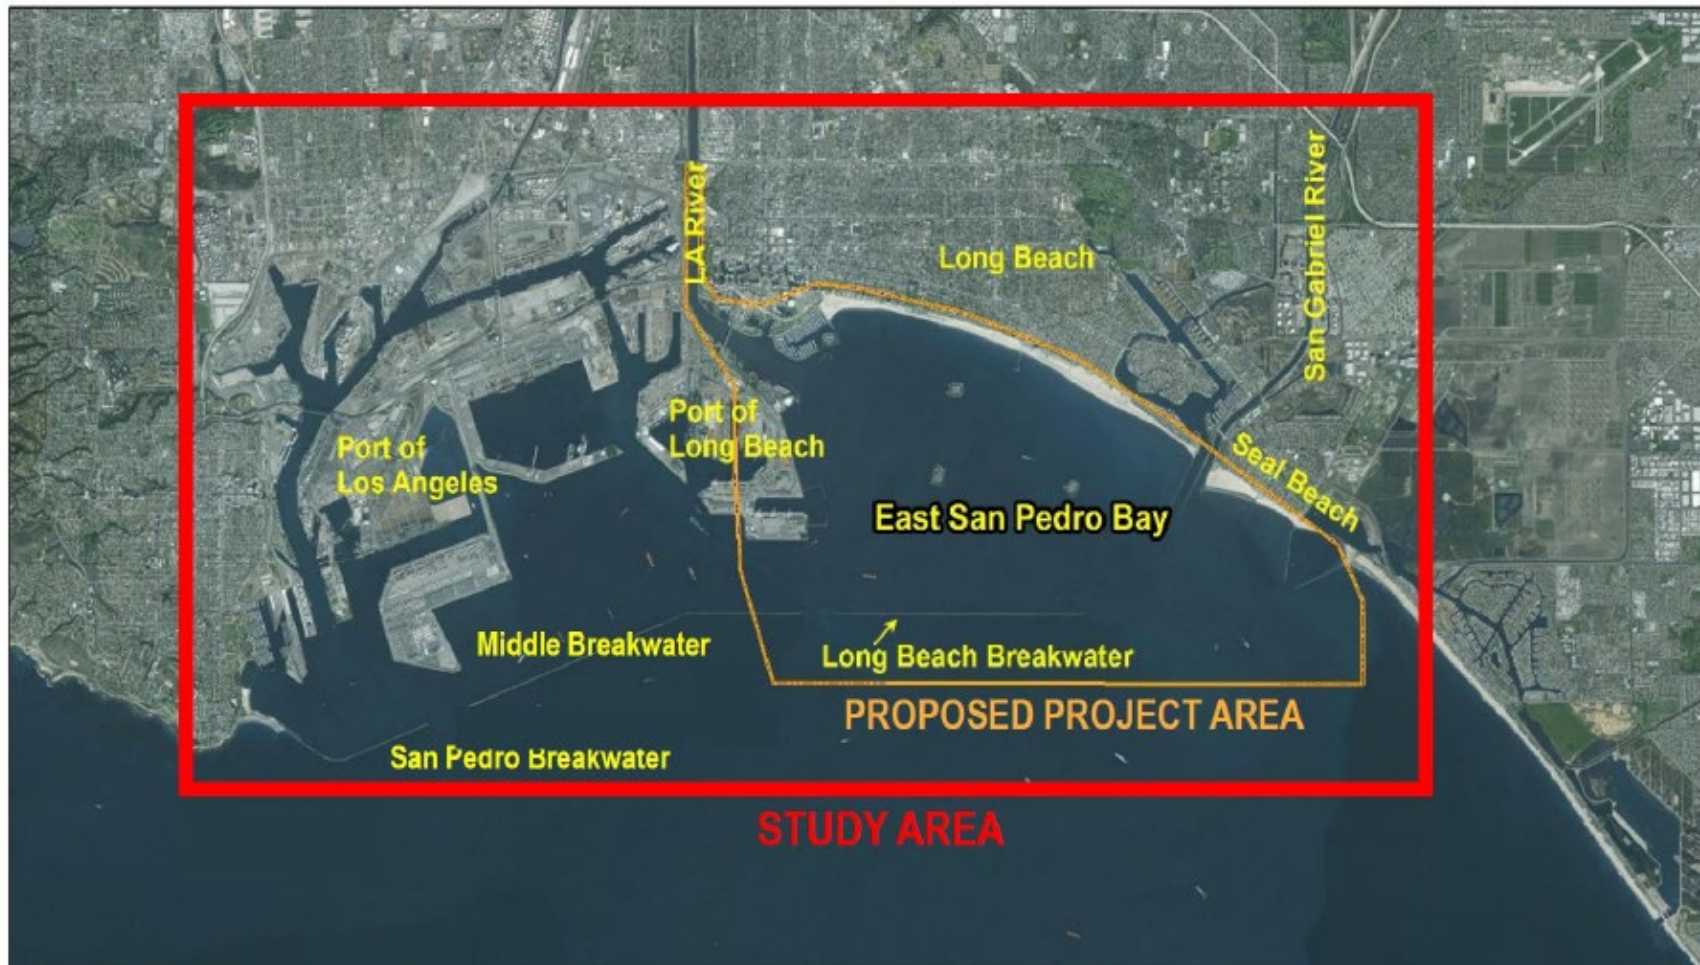 LA River
San Gabriel River
Long Beach
Port of
Long Beach
Port of
Los Angeles
Seal Beach
East San Pedro Bay
Middle Breakwater
Long Beach Breakwater
PROPOSED PROJECT AREA
San Pedro Breakwater
STUDY AREA